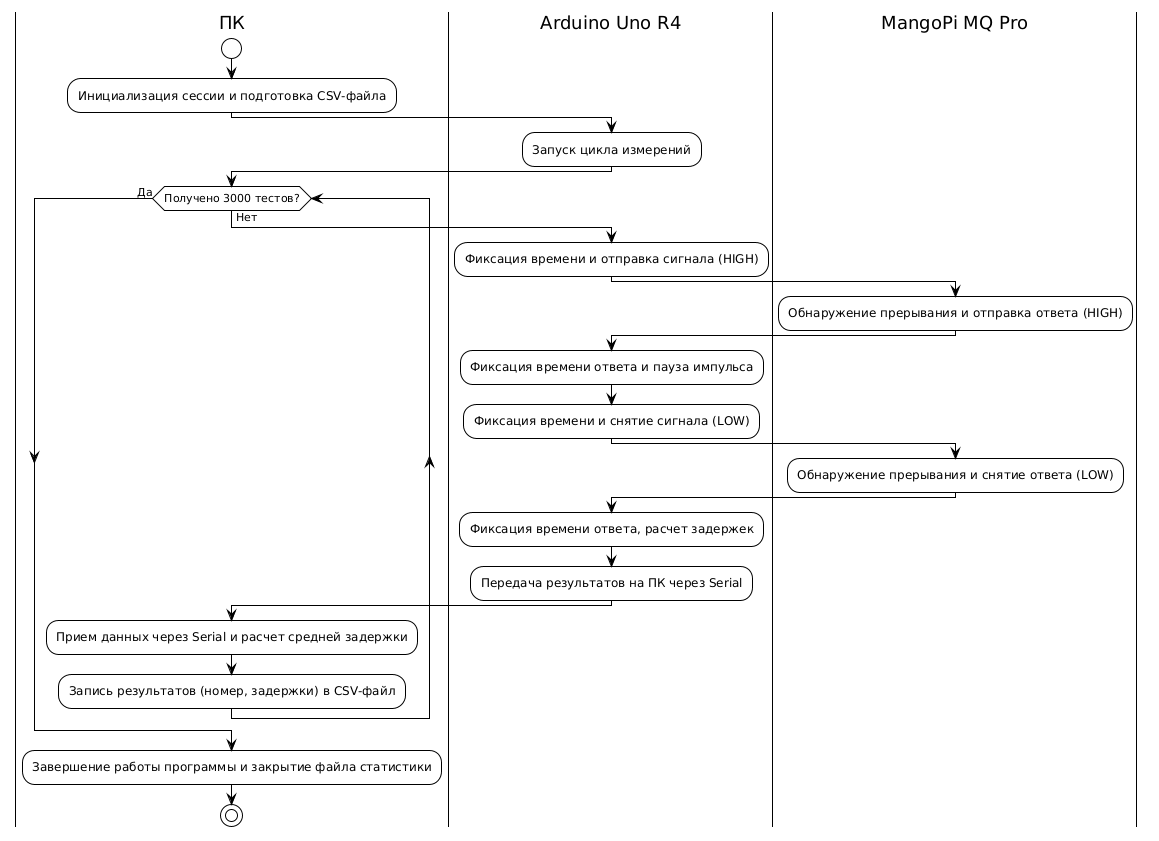 ПК
Arduino Uno R4
MangoPi MQ Pro
Инициализация сессии и подготовка CSV-файла
Запуск цикла измерений
Да
Получено 3000 тестов?
Нет
Фиксация времени и отправка сигнала (HIGH)
Обнаружение прерывания и отправка ответа (HIGH)
Фиксация времени ответа и пауза импульса
Фиксация времени и снятие сигнала (LOW)
Обнаружение прерывания и снятие ответа (LOW)
Фиксация времени ответа, расчет задержек
Передача результатов на ПК через Serial
Прием данных через Serial и расчет средней задержки
Запись результатов (номер, задержки) в CSV-файл
Завершение работы программы и закрытие файла статистики